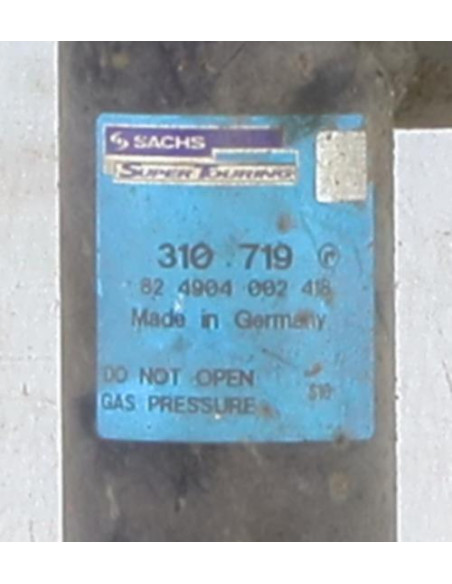 SACHS
SUPER TOURING
310 719 r
82 4904 002 418
Made in Germany
DO NOT OPEN
GAS PRESSURE